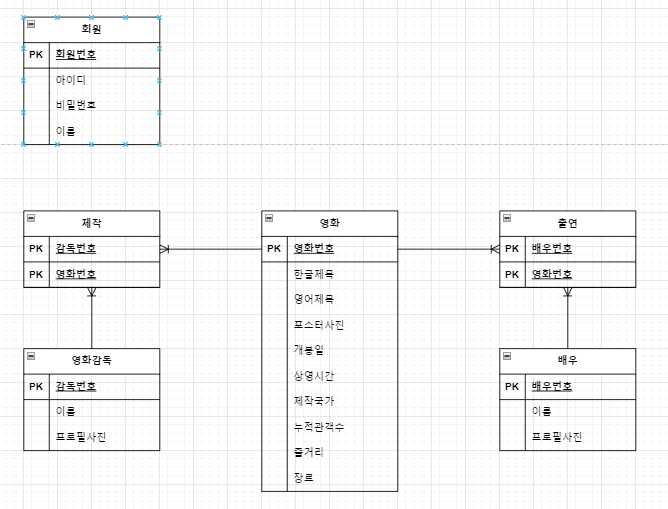 회원
PK 회원번호
아이디
비밀번호
이름
제작
PK 감독번호
PK 영화번호
영화
PK 영화번호
한글제목
영어제목
포스터사진
개봉일
상영시간
제작국가
누적관객수
줄거리
장르
출연
PK 배우번호
PK 영화번호
영화감독
PK 감독번호
이름
프로필사진
배우
PK 배우번호
이름
프로필사진